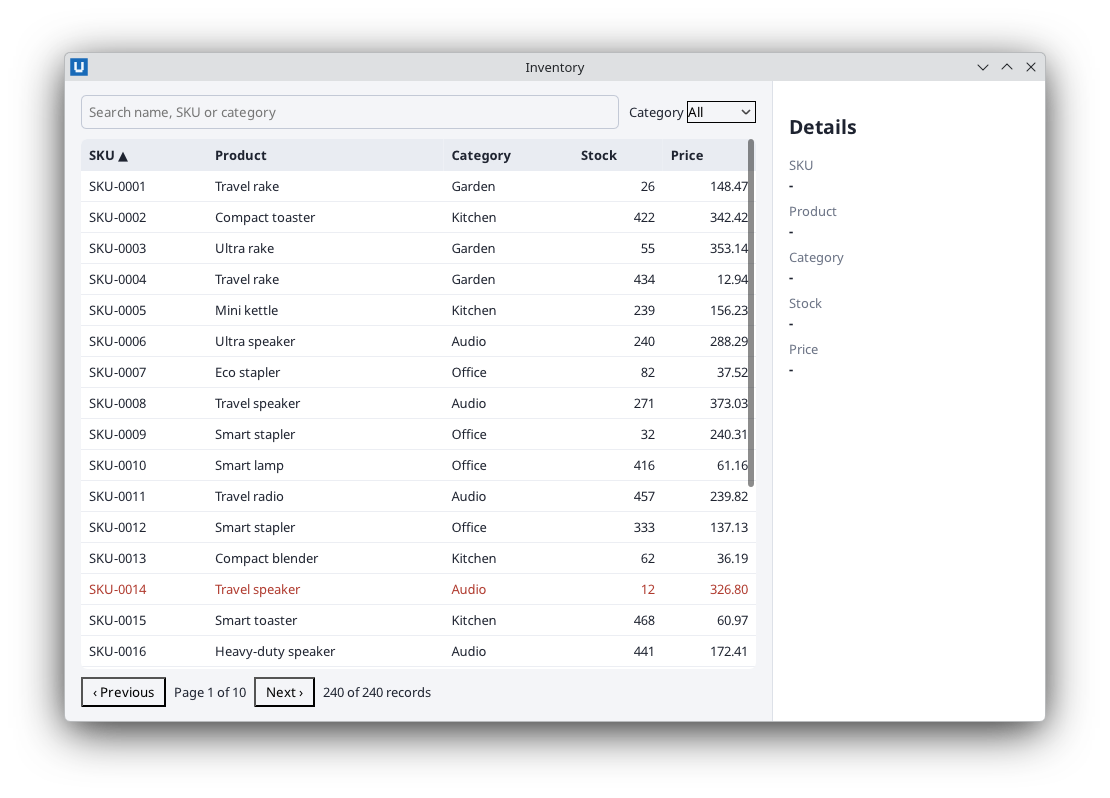 Inventory
Search name, SKU or category
Category All
SKU ▲ Product Category Stock Price
SKU-0001 Travel rake Garden 26 148.47
SKU-0002 Compact toaster Kitchen 422 342.42
SKU-0003 Ultra rake Garden 55 353.14
SKU-0004 Travel rake Garden 434 12.94
SKU-0005 Mini kettle Kitchen 239 156.23
SKU-0006 Ultra speaker Audio 240 288.29
SKU-0007 Eco stapler Office 82 37.52
SKU-0008 Travel speaker Audio 271 373.03
SKU-0009 Smart stapler Office 32 240.31
SKU-0010 Smart lamp Office 416 61.16
SKU-0011 Travel radio Audio 457 239.82
SKU-0012 Smart stapler Office 333 137.13
SKU-0013 Compact blender Kitchen 62 36.19
SKU-0014 Travel speaker Audio 12 326.80
SKU-0015 Smart toaster Kitchen 468 60.97
SKU-0016 Heavy-duty speaker Audio 441 172.41
‹ Previous Page 1 of 10 Next › 240 of 240 records
Details
SKU
-
Product
-
Category
-
Stock
-
Price
-